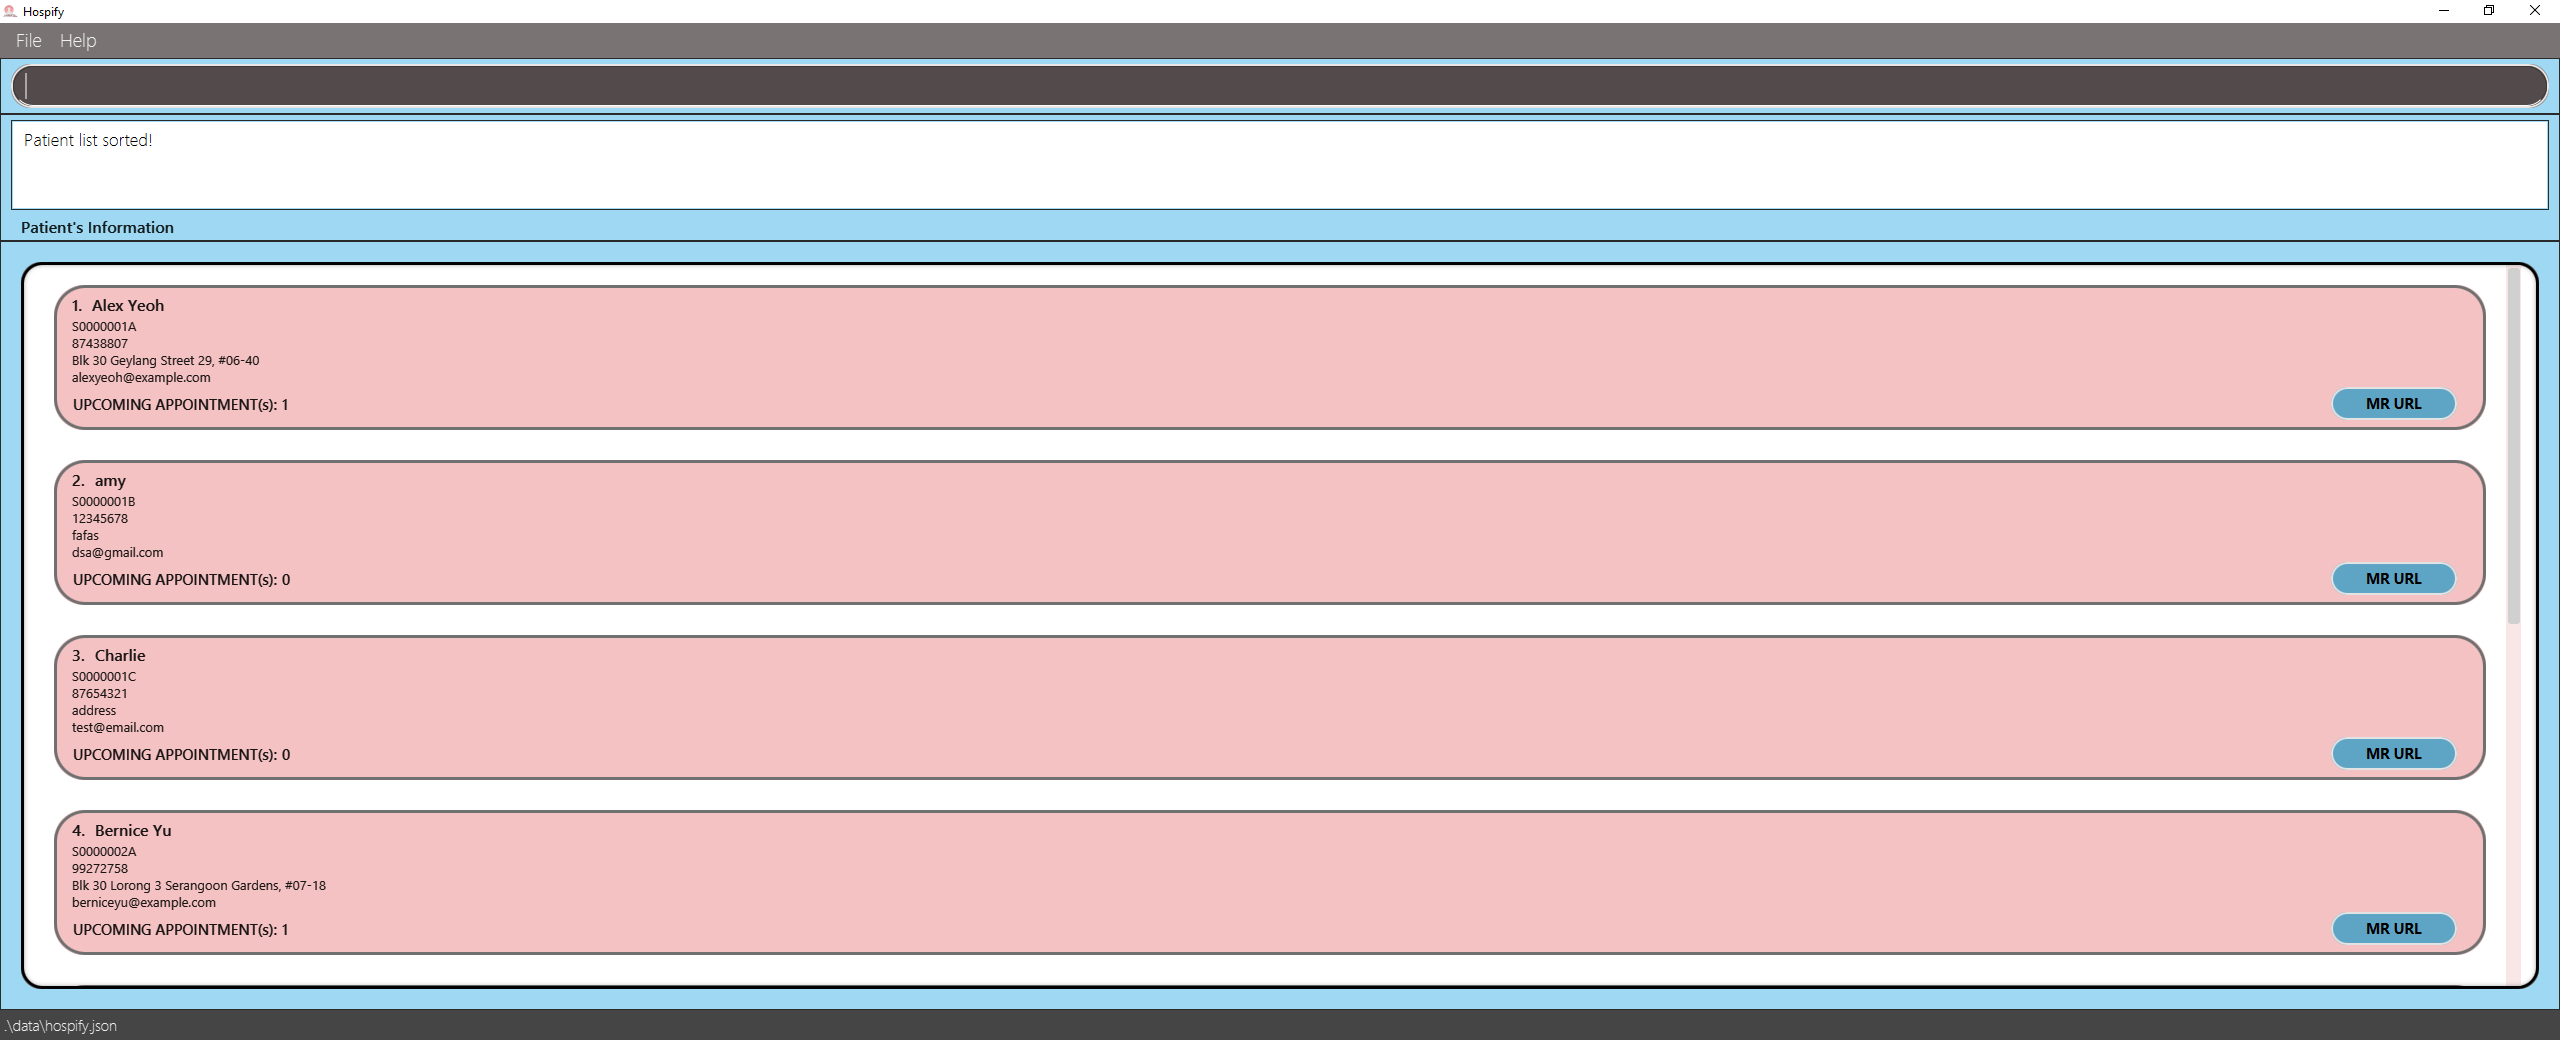 Hospify
File Help
Patient list sorted!
Patient's Information
1. Alex Yeoh
S0000001A
87438807
Blk 30 Geylang Street 29, #06-40
alexyeoh@example.com
UPCOMING APPOINTMENT(s): 1
MR URL
2. amy
S0000001B
12345678
fafas
dsa@gmail.com
UPCOMING APPOINTMENT(s): 0
MR URL
3. Charlie
S0000001C
87654321
address
test@email.com
UPCOMING APPOINTMENT(s): 0
MR URL
4. Bernice Yu
S0000002A
99272758
Blk 30 Lorong 3 Serangoon Gardens, #07-18
berniceyu@example.com
UPCOMING APPOINTMENT(s): 1
MR URL
.\data\hospify.json